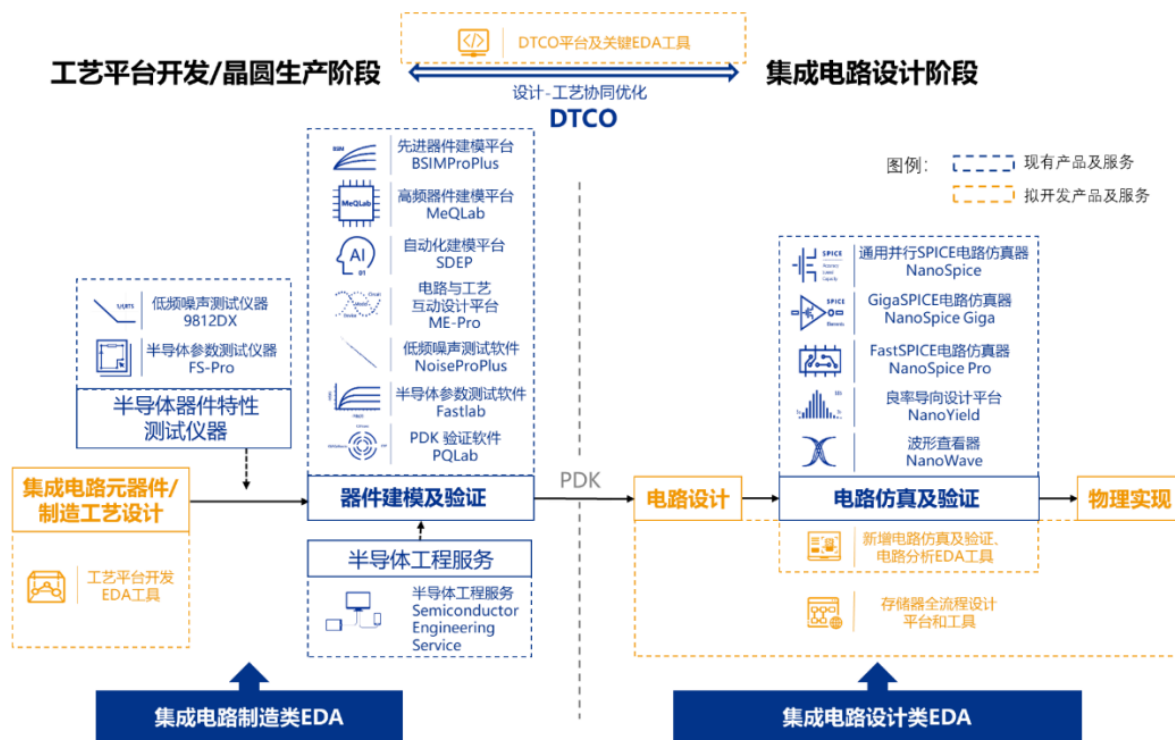 DTCO平台及关键EDA工具
工艺平台开发/晶圆生产阶段
集成电路设计阶段
设计-工艺协同优化
DTCO
图例:
现有产品及服务
拟开发产品及服务
先进器件建模平台
BSIMProPlus
MeQLab
高频器件建模平台
MeQLab
AI
01
自动化建模平台
SDEP
电路与工艺
互动设计平台
ME-Pro
低频噪声测试软件
NoiseProPlus
半导体参数测试软件
Fastlab
PDK 验证软件
PQLab
低频噪声测试仪器
9812DX
半导体参数测试仪器
FS-Pro
半导体器件特性
测试仪器
SPICE
通用并行SPICE电路仿真器
NanoSpice
SPICE
GigaSPICE电路仿真器
NanoSpice Giga
FastSPICE电路仿真器
NanoSpice Pro
良率导向设计平台
NanoYield
波形查看器
NanoWave
集成电路元器件/
制造工艺设计
器件建模及验证
PDK
电路设计
电路仿真及验证
物理实现
工艺平台开发
EDA工具
半导体工程服务
半导体工程服务
Semiconductor
Engineering
Service
新增电路仿真及验证、
电路分析EDA工具
存储器全流程设计
平台和工具
集成电路制造类EDA
集成电路设计类EDA